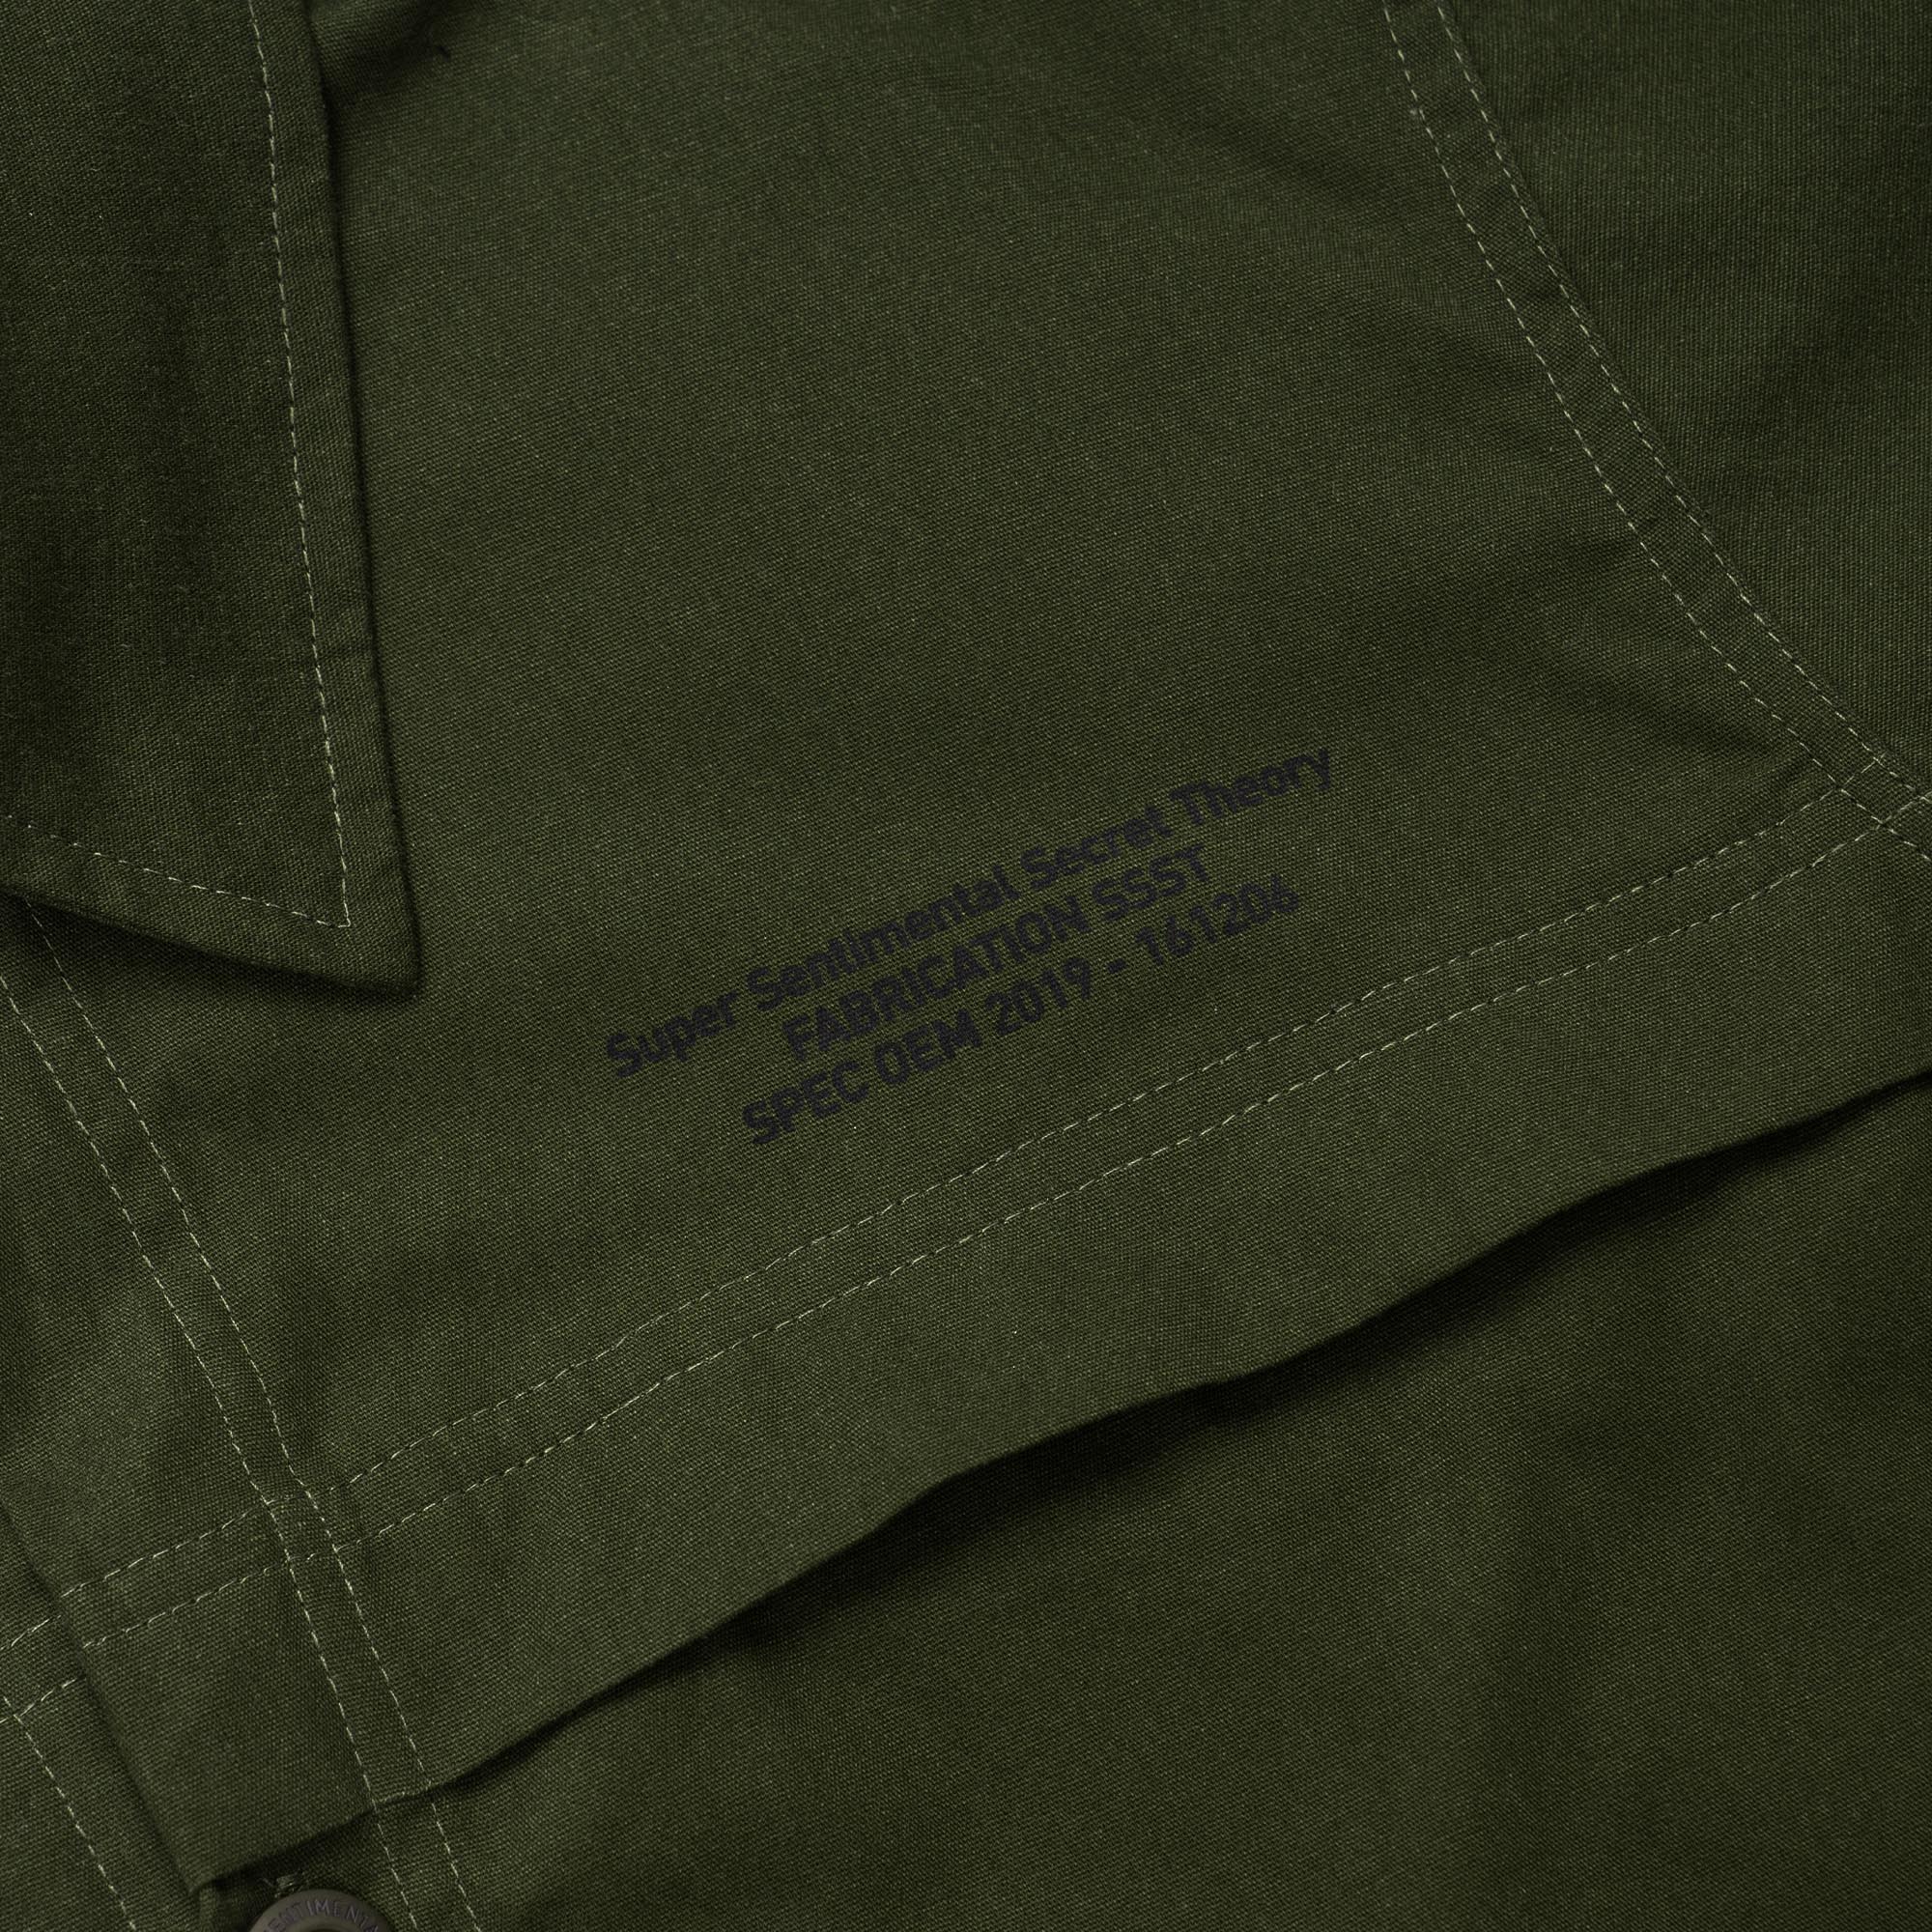 Super Sentimental Secret Theory
FABRICATION SSST
SPEC OEM 2019 - 161206